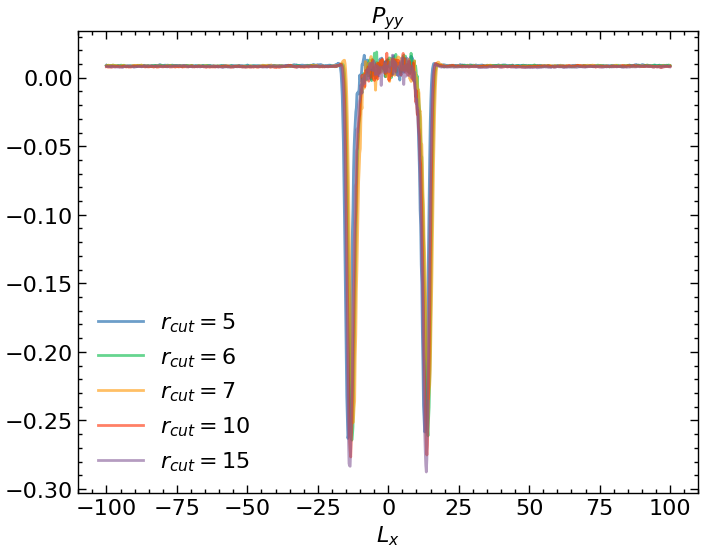 P_yy
0.00
−0.05
−0.10
−0.15
−0.20
−0.25
−0.30
r_cut = 5
r_cut = 6
r_cut = 7
r_cut = 10
r_cut = 15
−100 −75 −50 −25 0 25 50 75 100
L_x